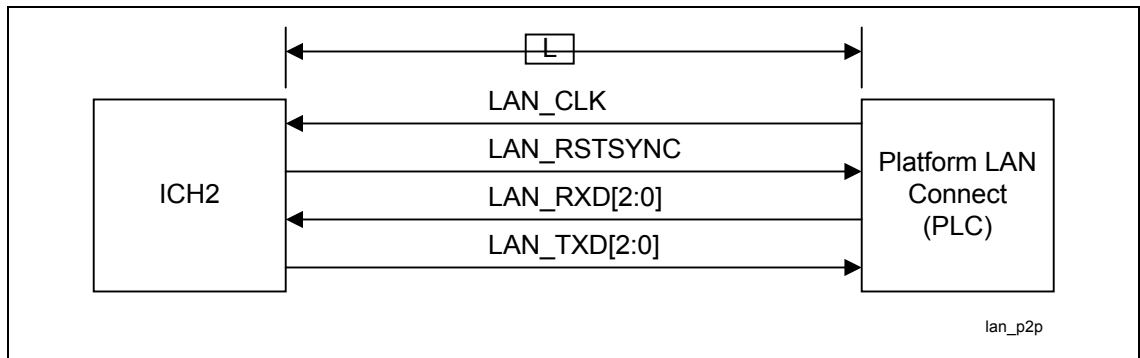 L
LAN_CLK
LAN_RSTSYNC
ICH2
LAN_RXD[2:0]
LAN_TXD[2:0]
Platform LAN
Connect
(PLC)
lan_p2p